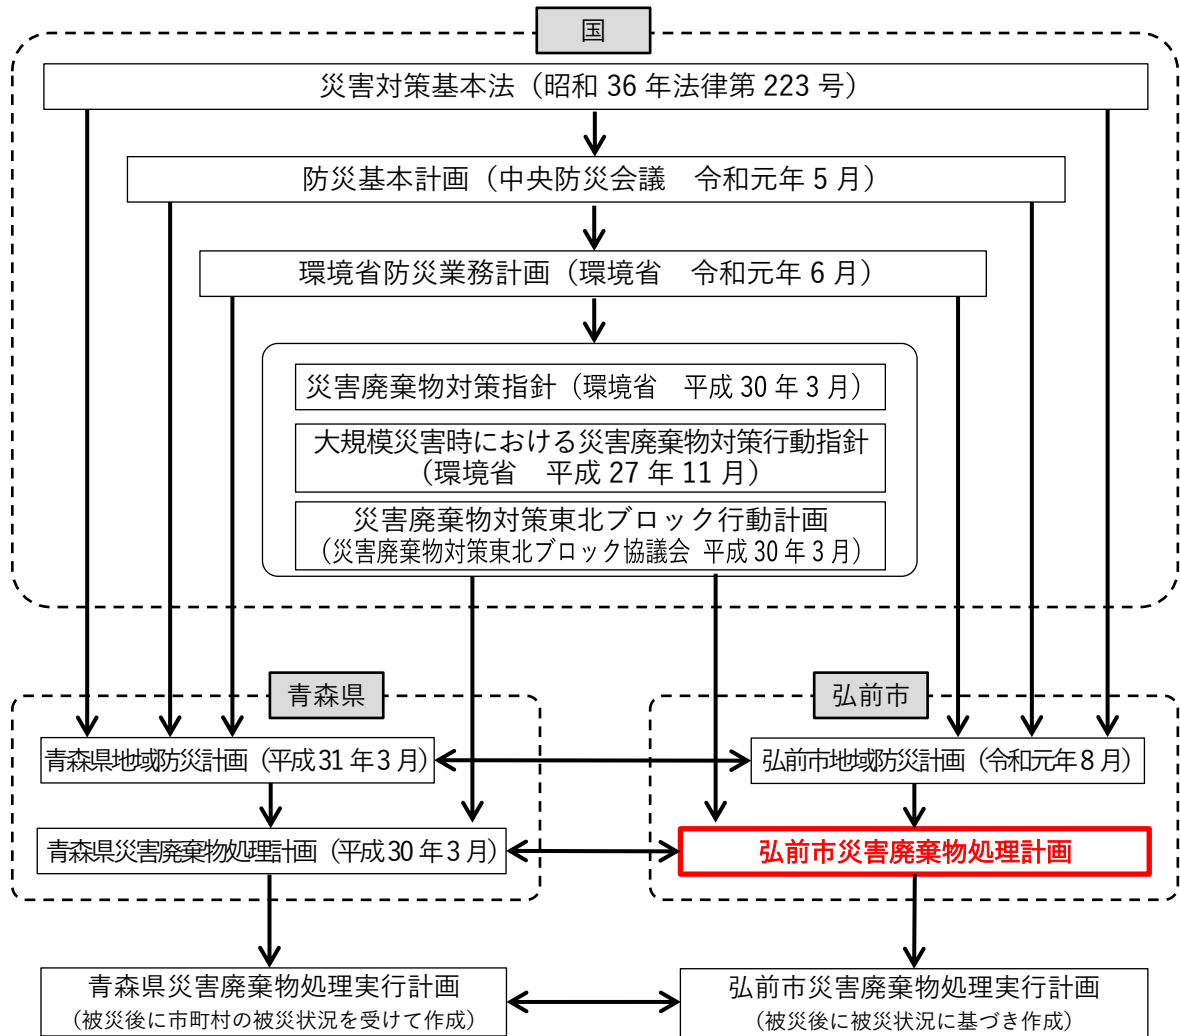 国
災害対策基本法（昭和 36 年法律第 223 号）
防災基本計画（中央防災会議　令和元年 5 月）
環境省防災業務計画（環境省　令和元年 6 月）
災害廃棄物対策指針（環境省　平成 30 年 3 月）
大規模災害時における災害廃棄物対策行動指針
（環境省　平成 27 年 11 月）
災害廃棄物対策東北ブロック行動計画
（災害廃棄物対策東北ブロック協議会 平成 30 年 3 月）
青森県
弘前市
青森県地域防災計画（平成 31 年 3 月）
弘前市地域防災計画（令和元年 8 月）
青森県災害廃棄物処理計画（平成 30 年 3 月）
弘前市災害廃棄物処理計画
青森県災害廃棄物処理実行計画
（被災後に市町村の被災状況を受けて作成）
弘前市災害廃棄物処理実行計画
（被災後に被災状況に基づき作成）